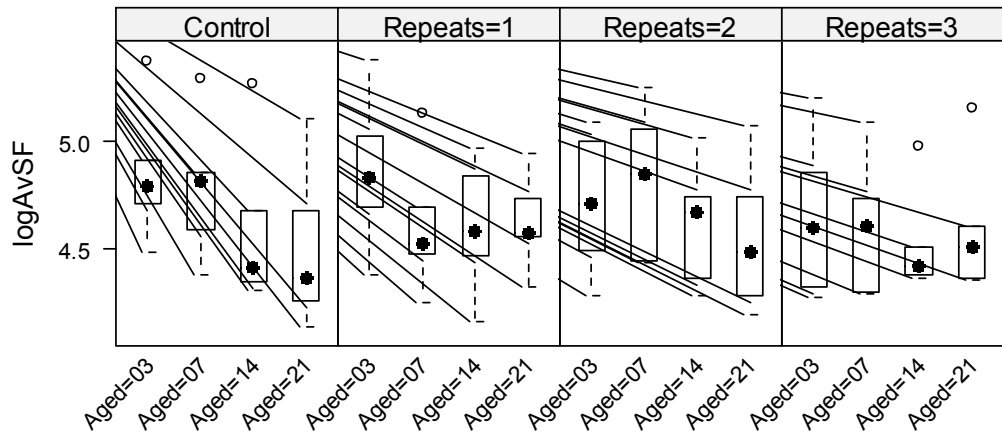 Control Repeats=1 Repeats=2 Repeats=3
logAvSF
5.0
4.5
Aged=03 Aged=07 Aged=14 Aged=21 Aged=03 Aged=07 Aged=14 Aged=21 Aged=03 Aged=07 Aged=14 Aged=21 Aged=03 Aged=07 Aged=14 Aged=21